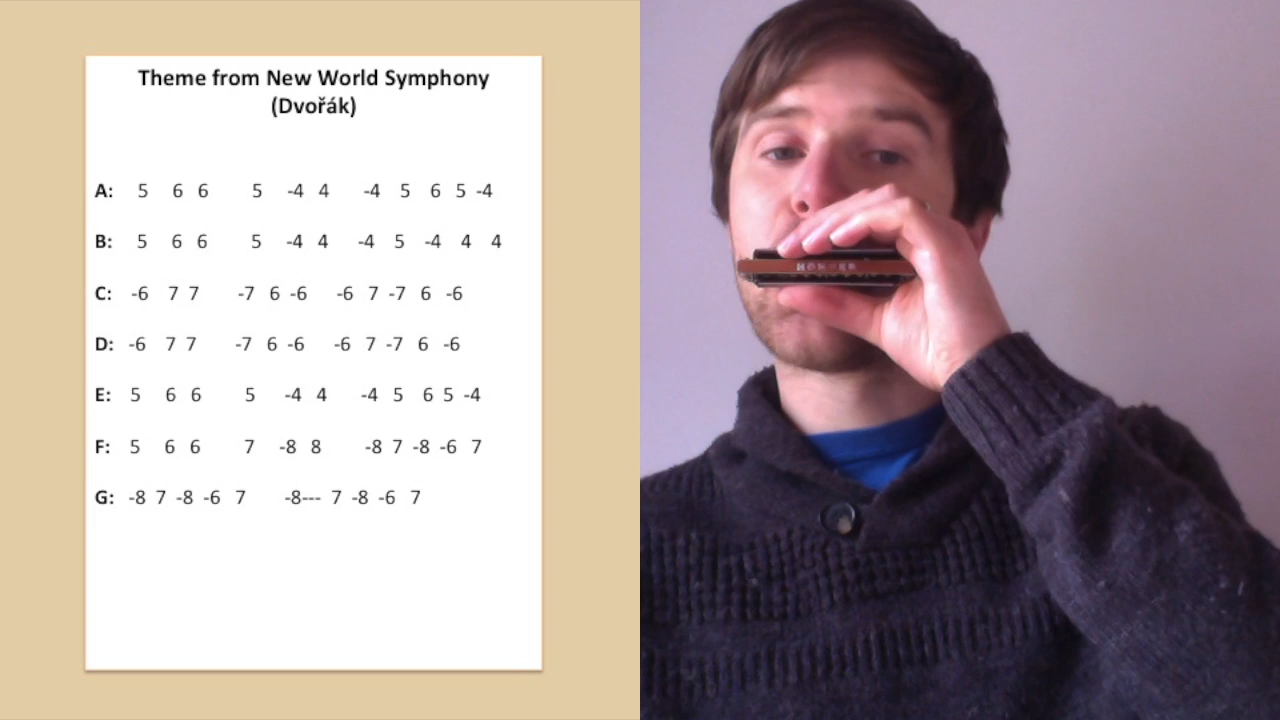 Theme from New World Symphony
(Dvořák)
A: 5 6 6 5 -4 4 -4 5 6 5 -4
B: 5 6 6 5 -4 4 -4 5 -4 4 4
C: -6 7 7 -7 6 -6 -6 7 -7 6 -6
D: -6 7 7 -7 6 -6 -6 7 -7 6 -6
E: 5 6 6 5 -4 4 -4 5 6 5 -4
F: 5 6 6 7 -8 8 -8 7 -8 -6 7
G: -8 7 -8 -6 7 -8--- 7 -8 -6 7
HOHNER